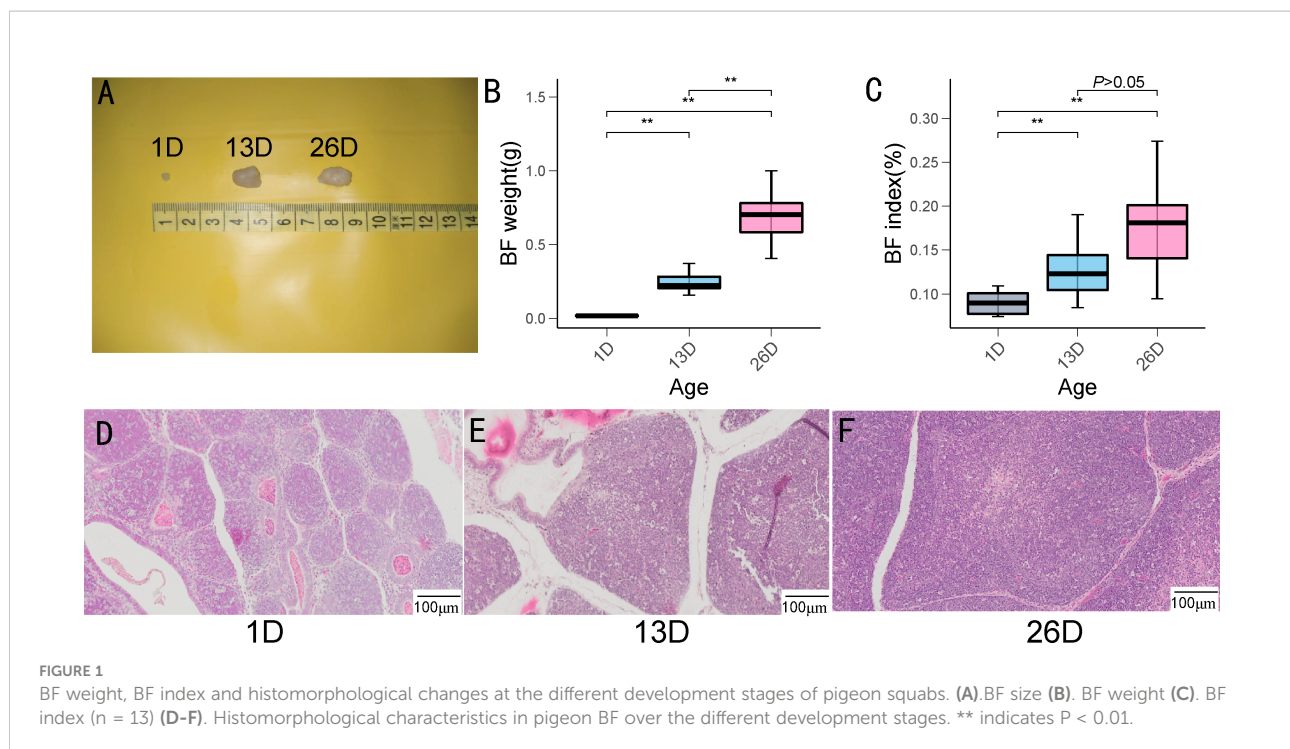 A
1D 13D 26D
1 2 3 4 5 6 7 8 9 10 11 12 13 14
B
**
**
**
1.5
1.0
0.5
0.0
BF weight(g)
1D 13D 26D
Age
C
P>0.05
**
**
0.30
0.25
0.20
0.15
0.10
BF index(%)
1D 13D 26D
Age
D
100μm
1D
E
100μm
13D
F
100μm
26D
FIGURE 1
BF weight, BF index and histomorphological changes at the different development stages of pigeon squabs. (A).BF size (B). BF weight (C). BF
index (n = 13) (D-F). Histomorphological characteristics in pigeon BF over the different development stages. ** indicates P < 0.01.